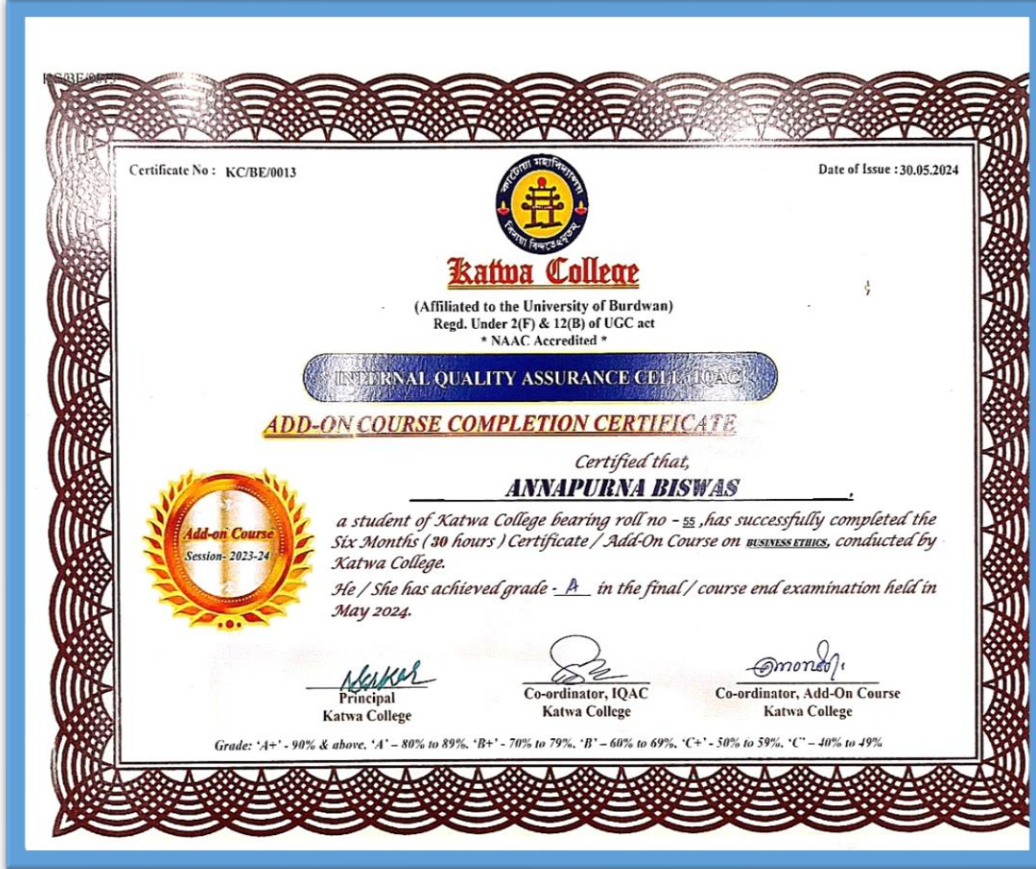 Certificate No : KC/BE/0013
Date of Issue :30.05.2024
কাটোয়া মহাবিদ্যালয়
Katwa College
(Affiliated to the University of Burdwan)
Regd. Under 2(F) & 12(B) of UGC act
* NAAC Accredited *
INTERNAL QUALITY ASSURANCE CELL, IQAC
ADD-ON COURSE COMPLETION CERTIFICATE
Certified that,
ANNAPURNA BISWAS,
Add-on Course
Session- 2023-24
a student of Katwa College bearing roll no - 55 ,has successfully completed the
Six Months ( 30 hours ) Certificate / Add-On Course on BUSINESS ETHICS, conducted by
Katwa College.
He / She has achieved grade - A in the final / course end examination held in
May 2024.
Principal
Katwa College
Co-ordinator, IQAC
Katwa College
Co-ordinator, Add-On Course
Katwa College
Grade: ‘A+’ - 90% & above, ‘A’ – 80% to 89%, ‘B+’ - 70% to 79%, ‘B’ – 60% to 69%, ‘C+’ - 50% to 59%, ‘C’ – 40% to 49%